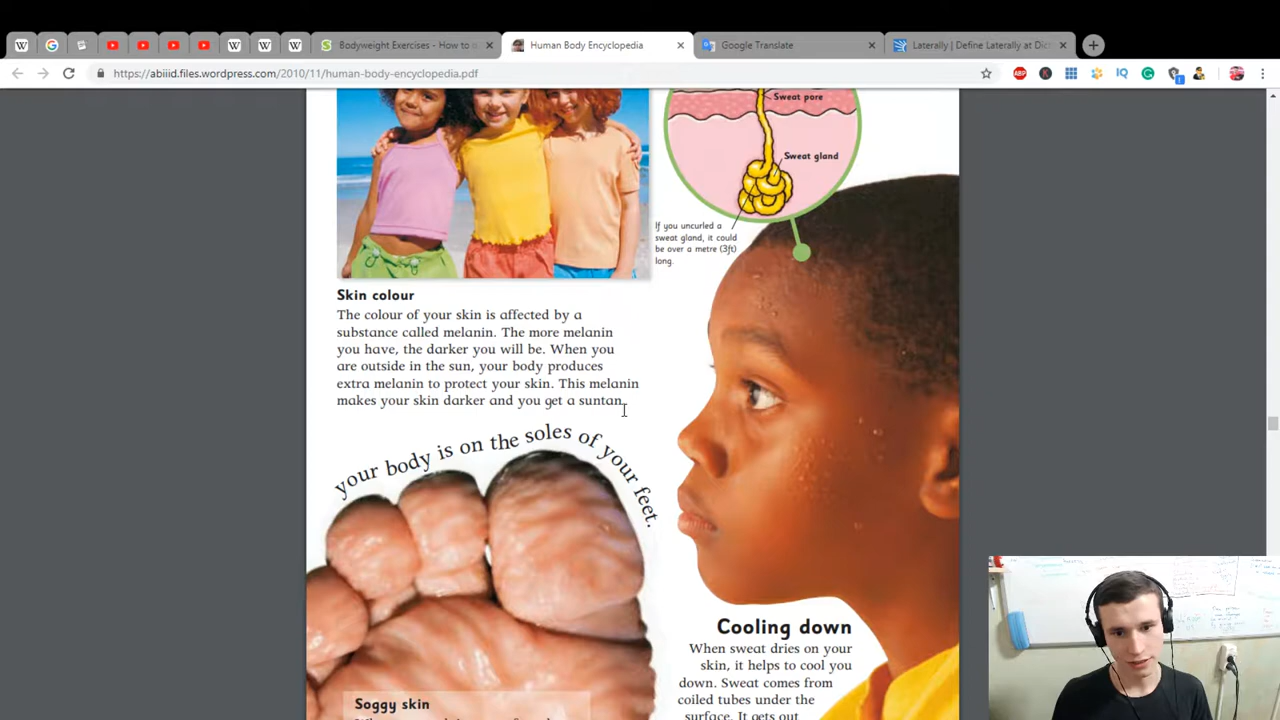 Bodyweight Exercises - How to
Human Body Encyclopedia
Google Translate
Laterally | Define Laterally at Dic
https://abiiid.files.wordpress.com/2010/11/human-body-encyclopedia.pdf
Sweat pore
Sweat gland
If you uncurled a
sweat gland, it could
be over a metre (3ft)
long.
Skin colour
The colour of your skin is affected by a
substance called melanin. The more melanin
you have, the darker you will be. When you
are outside in the sun, your body produces
extra melanin to protect your skin. This melanin
makes your skin darker and you get a suntan.
your body is on the soles of your feet.
Cooling down
When sweat dries on your
skin, it helps to cool you
down. Sweat comes from
coiled tubes under the
surface. It gets out
Soggy skin